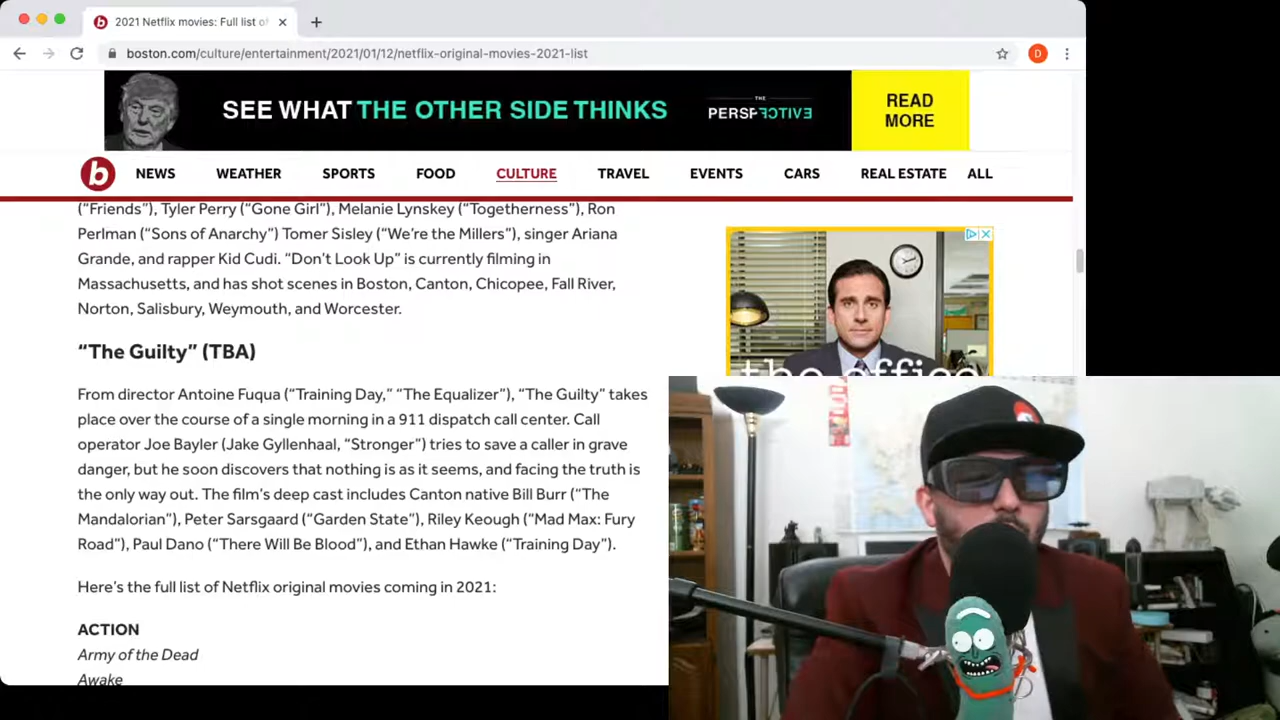 2021 Netflix movies: Full list of
boston.com/culture/entertainment/2021/01/12/netflix-original-movies-2021-list
D
SEE WHAT THE OTHER SIDE THINKS
THE
PERSPECTIVE
READ
MORE
b
NEWS WEATHER SPORTS FOOD CULTURE TRAVEL EVENTS CARS REAL ESTATE ALL
(“Friends”), Tyler Perry (“Gone Girl”), Melanie Lynskey (“Togetherness”), Ron
Perlman (“Sons of Anarchy”) Tomer Sisley (“We’re the Millers”), singer Ariana
Grande, and rapper Kid Cudi. “Don’t Look Up” is currently filming in
Massachusetts, and has shot scenes in Boston, Canton, Chicopee, Fall River,
Norton, Salisbury, Weymouth, and Worcester.
“The Guilty” (TBA)
From director Antoine Fuqua (“Training Day,” “The Equalizer”), “The Guilty” takes
place over the course of a single morning in a 911 dispatch call center. Call
operator Joe Bayler (Jake Gyllenhaal, “Stronger”) tries to save a caller in grave
danger, but he soon discovers that nothing is as it seems, and facing the truth is
the only way out. The film’s deep cast includes Canton native Bill Burr (“The
Mandalorian”), Peter Sarsgaard (“Garden State”), Riley Keough (“Mad Max: Fury
Road”), Paul Dano (“There Will Be Blood”), and Ethan Hawke (“Training Day”).
Here’s the full list of Netflix original movies coming in 2021:
ACTION
Army of the Dead
Awake
the office